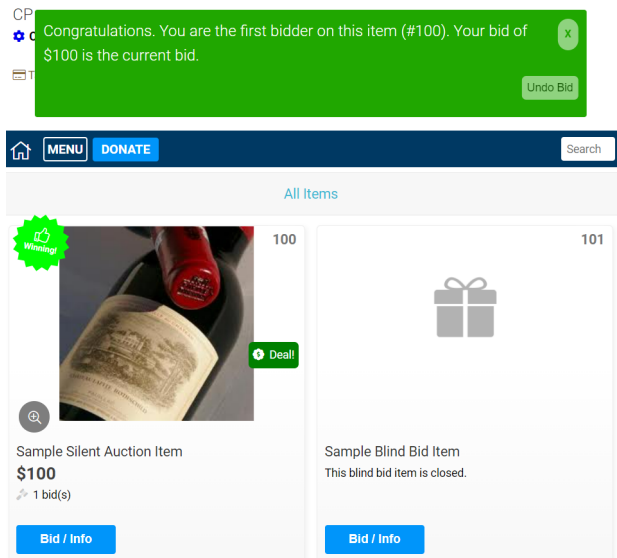 CP
Congratulations. You are the first bidder on this item (#100). Your bid of
$100 is the current bid.
X
Undo Bid
MENU
DONATE
Search
All Items
Winning!
100
Deal!
Sample Silent Auction Item
$100
1 bid(s)
Bid / Info
101
Sample Blind Bid Item
This blind bid item is closed.
Bid / Info